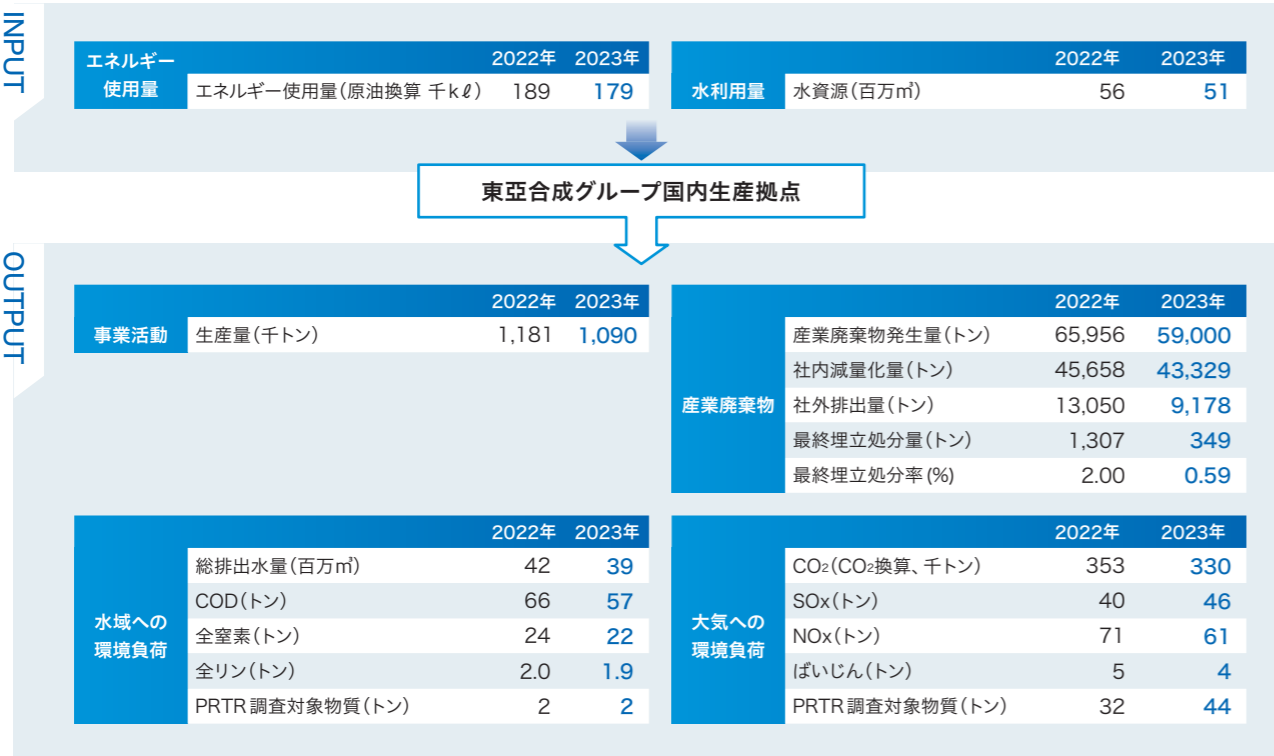 INPUT
エネルギー使用量 2022年 2023年
エネルギー使用量(原油換算 千kℓ) 189 179
水利用量 2022年 2023年
水資源(百万㎥) 56 51
東亞合成グループ国内生産拠点
OUTPUT
事業活動 2022年 2023年
生産量(千トン) 1,181 1,090
産業廃棄物 2022年 2023年
産業廃棄物発生量(トン) 65,956 59,000
社内減量化量(トン) 45,658 43,329
社外排出量(トン) 13,050 9,178
最終埋立処分量(トン) 1,307 349
最終埋立処分率(%) 2.00 0.59
水域への環境負荷 2022年 2023年
総排出水量(百万㎥) 42 39
COD(トン) 66 57
全窒素(トン) 24 22
全リン(トン) 2.0 1.9
PRTR調査対象物質(トン) 2 2
大気への環境負荷 2022年 2023年
CO₂(CO₂換算、千トン) 353 330
SOx(トン) 40 46
NOx(トン) 71 61
ばいじん(トン) 5 4
PRTR調査対象物質(トン) 32 44